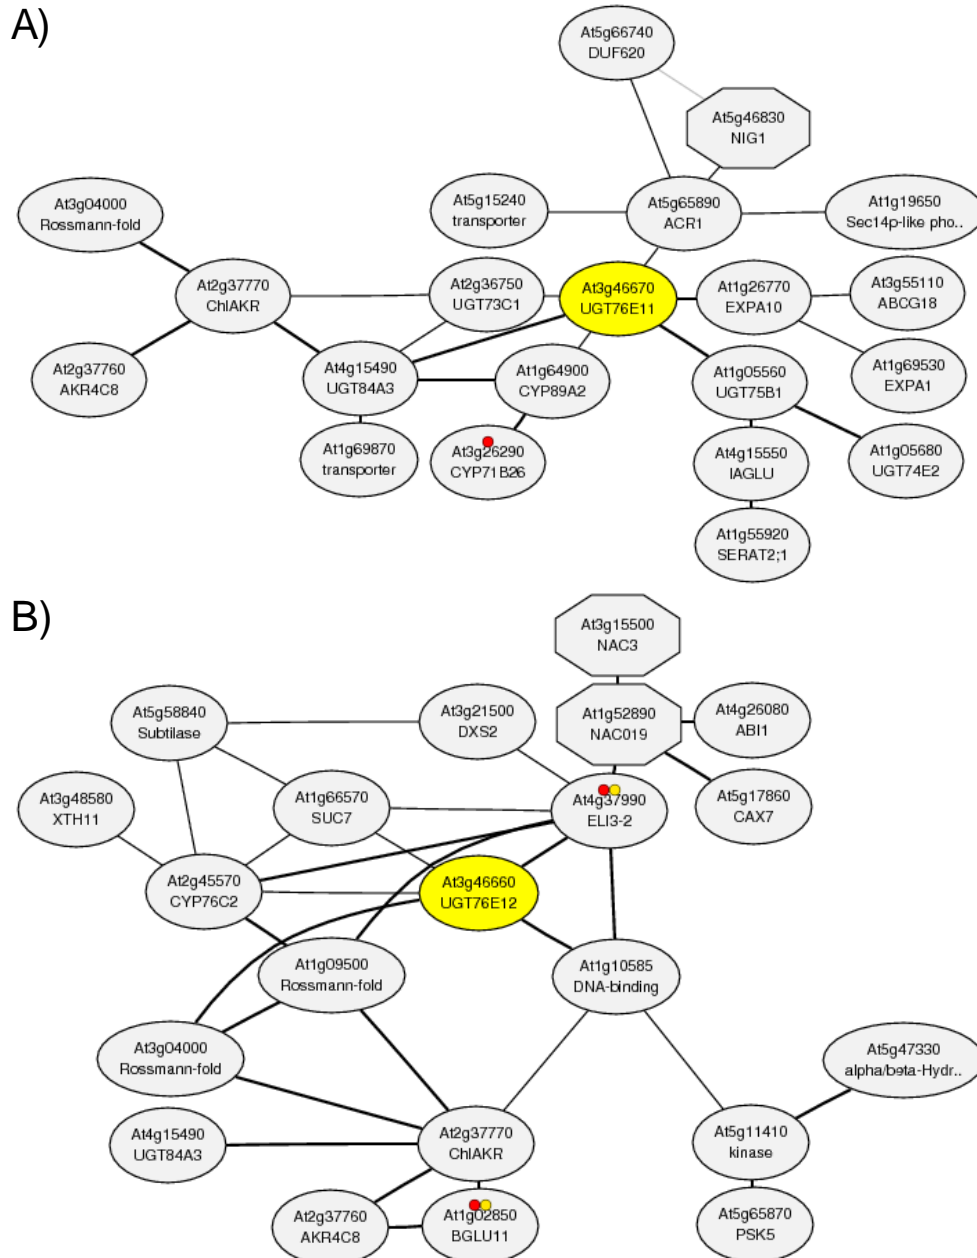 A)
At5g66740
DUF620
At5g46830
NIG1
At3g04000
Rossmann-fold
At5g15240
transporter
At5g65890
ACR1
At1g19650
Sec14p-like pho..
At2g37770
ChlAKR
At2g36750
UGT73C1
At3g46670
UGT76E11
At1g26770
EXPA10
At3g55110
ABCG18
At2g37760
AKR4C8
At4g15490
UGT84A3
At1g64900
CYP89A2
At1g05560
UGT75B1
At1g69530
EXPA1
At1g69870
transporter
At3g26290
CYP71B26
At4g15550
IAGLU
At1g05680
UGT74E2
At1g55920
SERAT2;1
B)
At3g15500
NAC3
At5g58840
Subtilase
At3g21500
DXS2
At1g52890
NAC019
At4g26080
ABI1
At3g48580
XTH11
At1g66570
SUC7
At4g37990
ELI3-2
At5g17860
CAX7
At2g45570
CYP76C2
At3g46660
UGT76E12
At1g09500
Rossmann-fold
At1g10585
DNA-binding
At3g04000
Rossmann-fold
At5g47330
alpha/beta-Hydr..
At4g15490
UGT84A3
At2g37770
ChlAKR
At5g11410
kinase
At2g37760
AKR4C8
At1g02850
BGLU11
At5g65870
PSK5